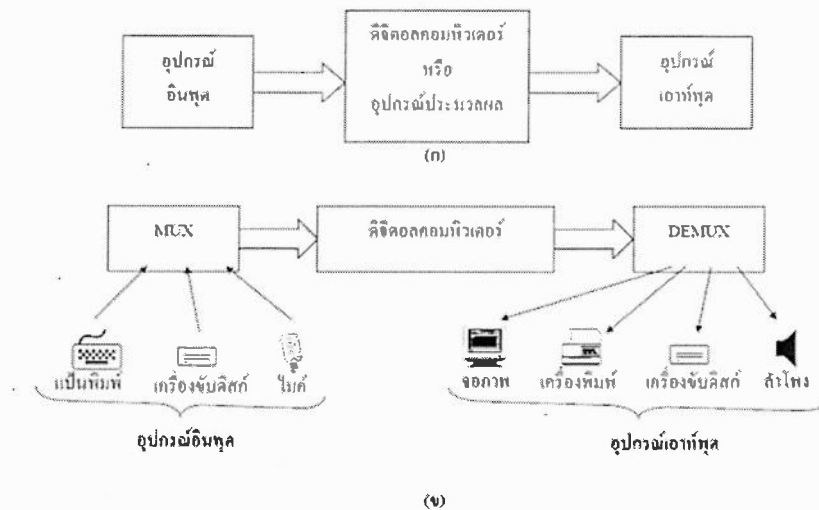 อุปกรณ์
อินพุต
ดิจิตอลคอมพิวเตอร์
หรือ
อุปกรณ์ประมวลผล
อุปกรณ์
เอาท์พุต
(ก)
MUX
ดิจิตอลคอมพิวเตอร์
DEMUX
แป้นพิมพ์
เครื่องขับดิสก์
ไมค์
จอภาพ
เครื่องพิมพ์
เครื่องขับดิสก์
ลำโพง
อุปกรณ์อินพุต
อุปกรณ์เอาท์พุต
(ข)